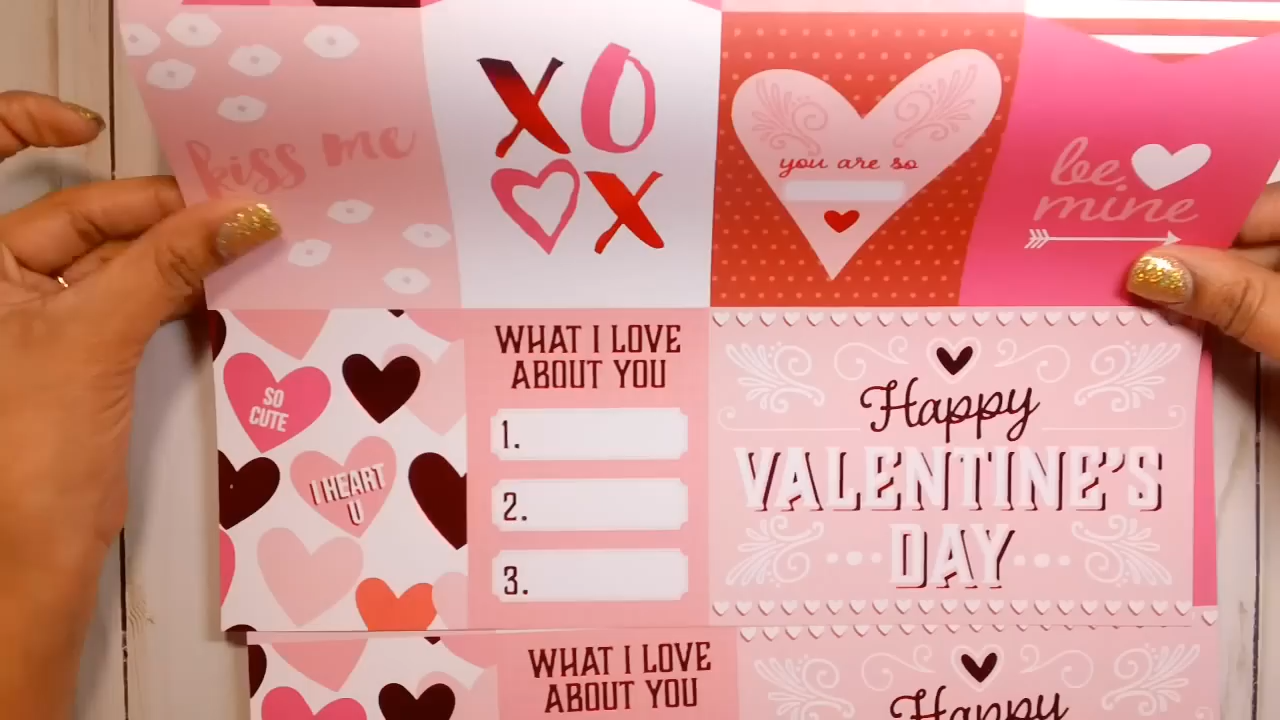 kiss me
XO
X
you are so
be
mine
SO
CUTE
I HEART
U
WHAT I LOVE
ABOUT YOU
1.
2.
3.
Happy
VALENTINE'S
DAY
WHAT I LOVE
ABOUT YOU
Happy